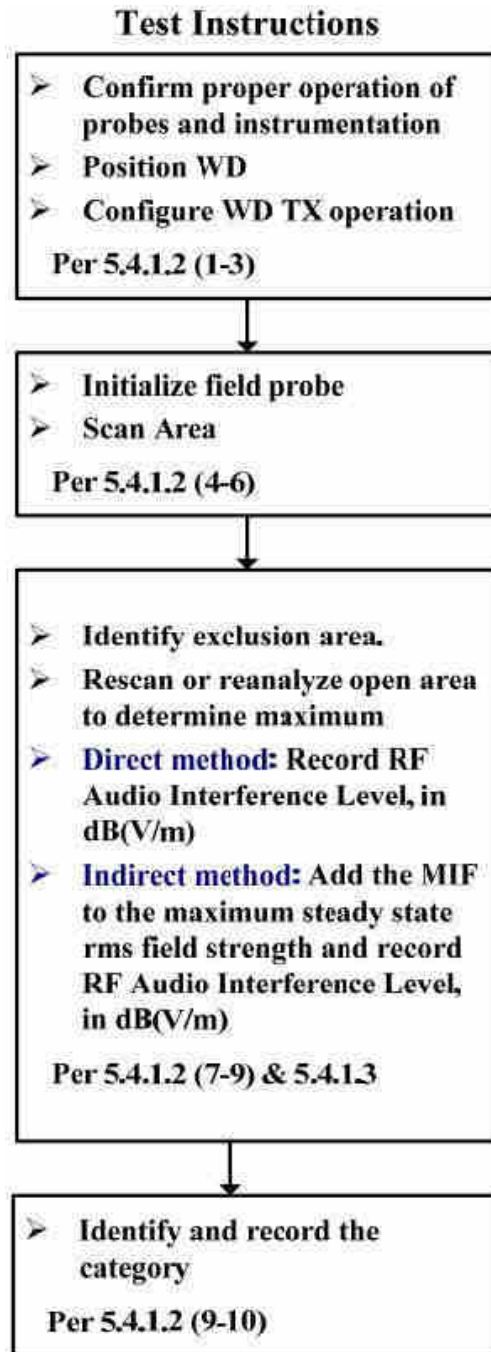 Test Instructions
➢ Confirm proper operation of
probes and instrumentation
➢ Position WD
➢ Configure WD TX operation
Per 5.4.1.2 (1-3)
➢ Initialize field probe
➢ Scan Area
Per 5.4.1.2 (4-6)
➢ Identify exclusion area.
➢ Rescan or reanalyze open area
to determine maximum
➢ Direct method: Record RF
Audio Interference Level, in
dB(V/m)
➢ Indirect method: Add the MIF
to the maximum steady state
rms field strength and record
RF Audio Interference Level,
in dB(V/m)
Per 5.4.1.2 (7-9) & 5.4.1.3
➢ Identify and record the
category
Per 5.4.1.2 (9-10)